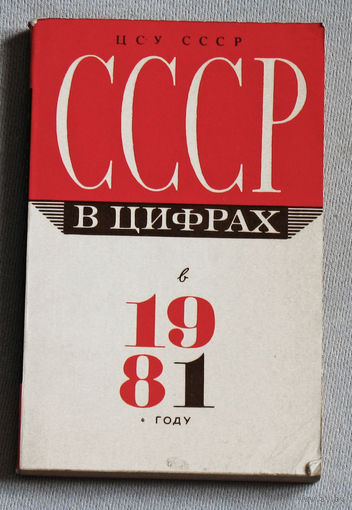 ЦСУ СССР
СССР
В ЦИФРАХ
в
19
81
году